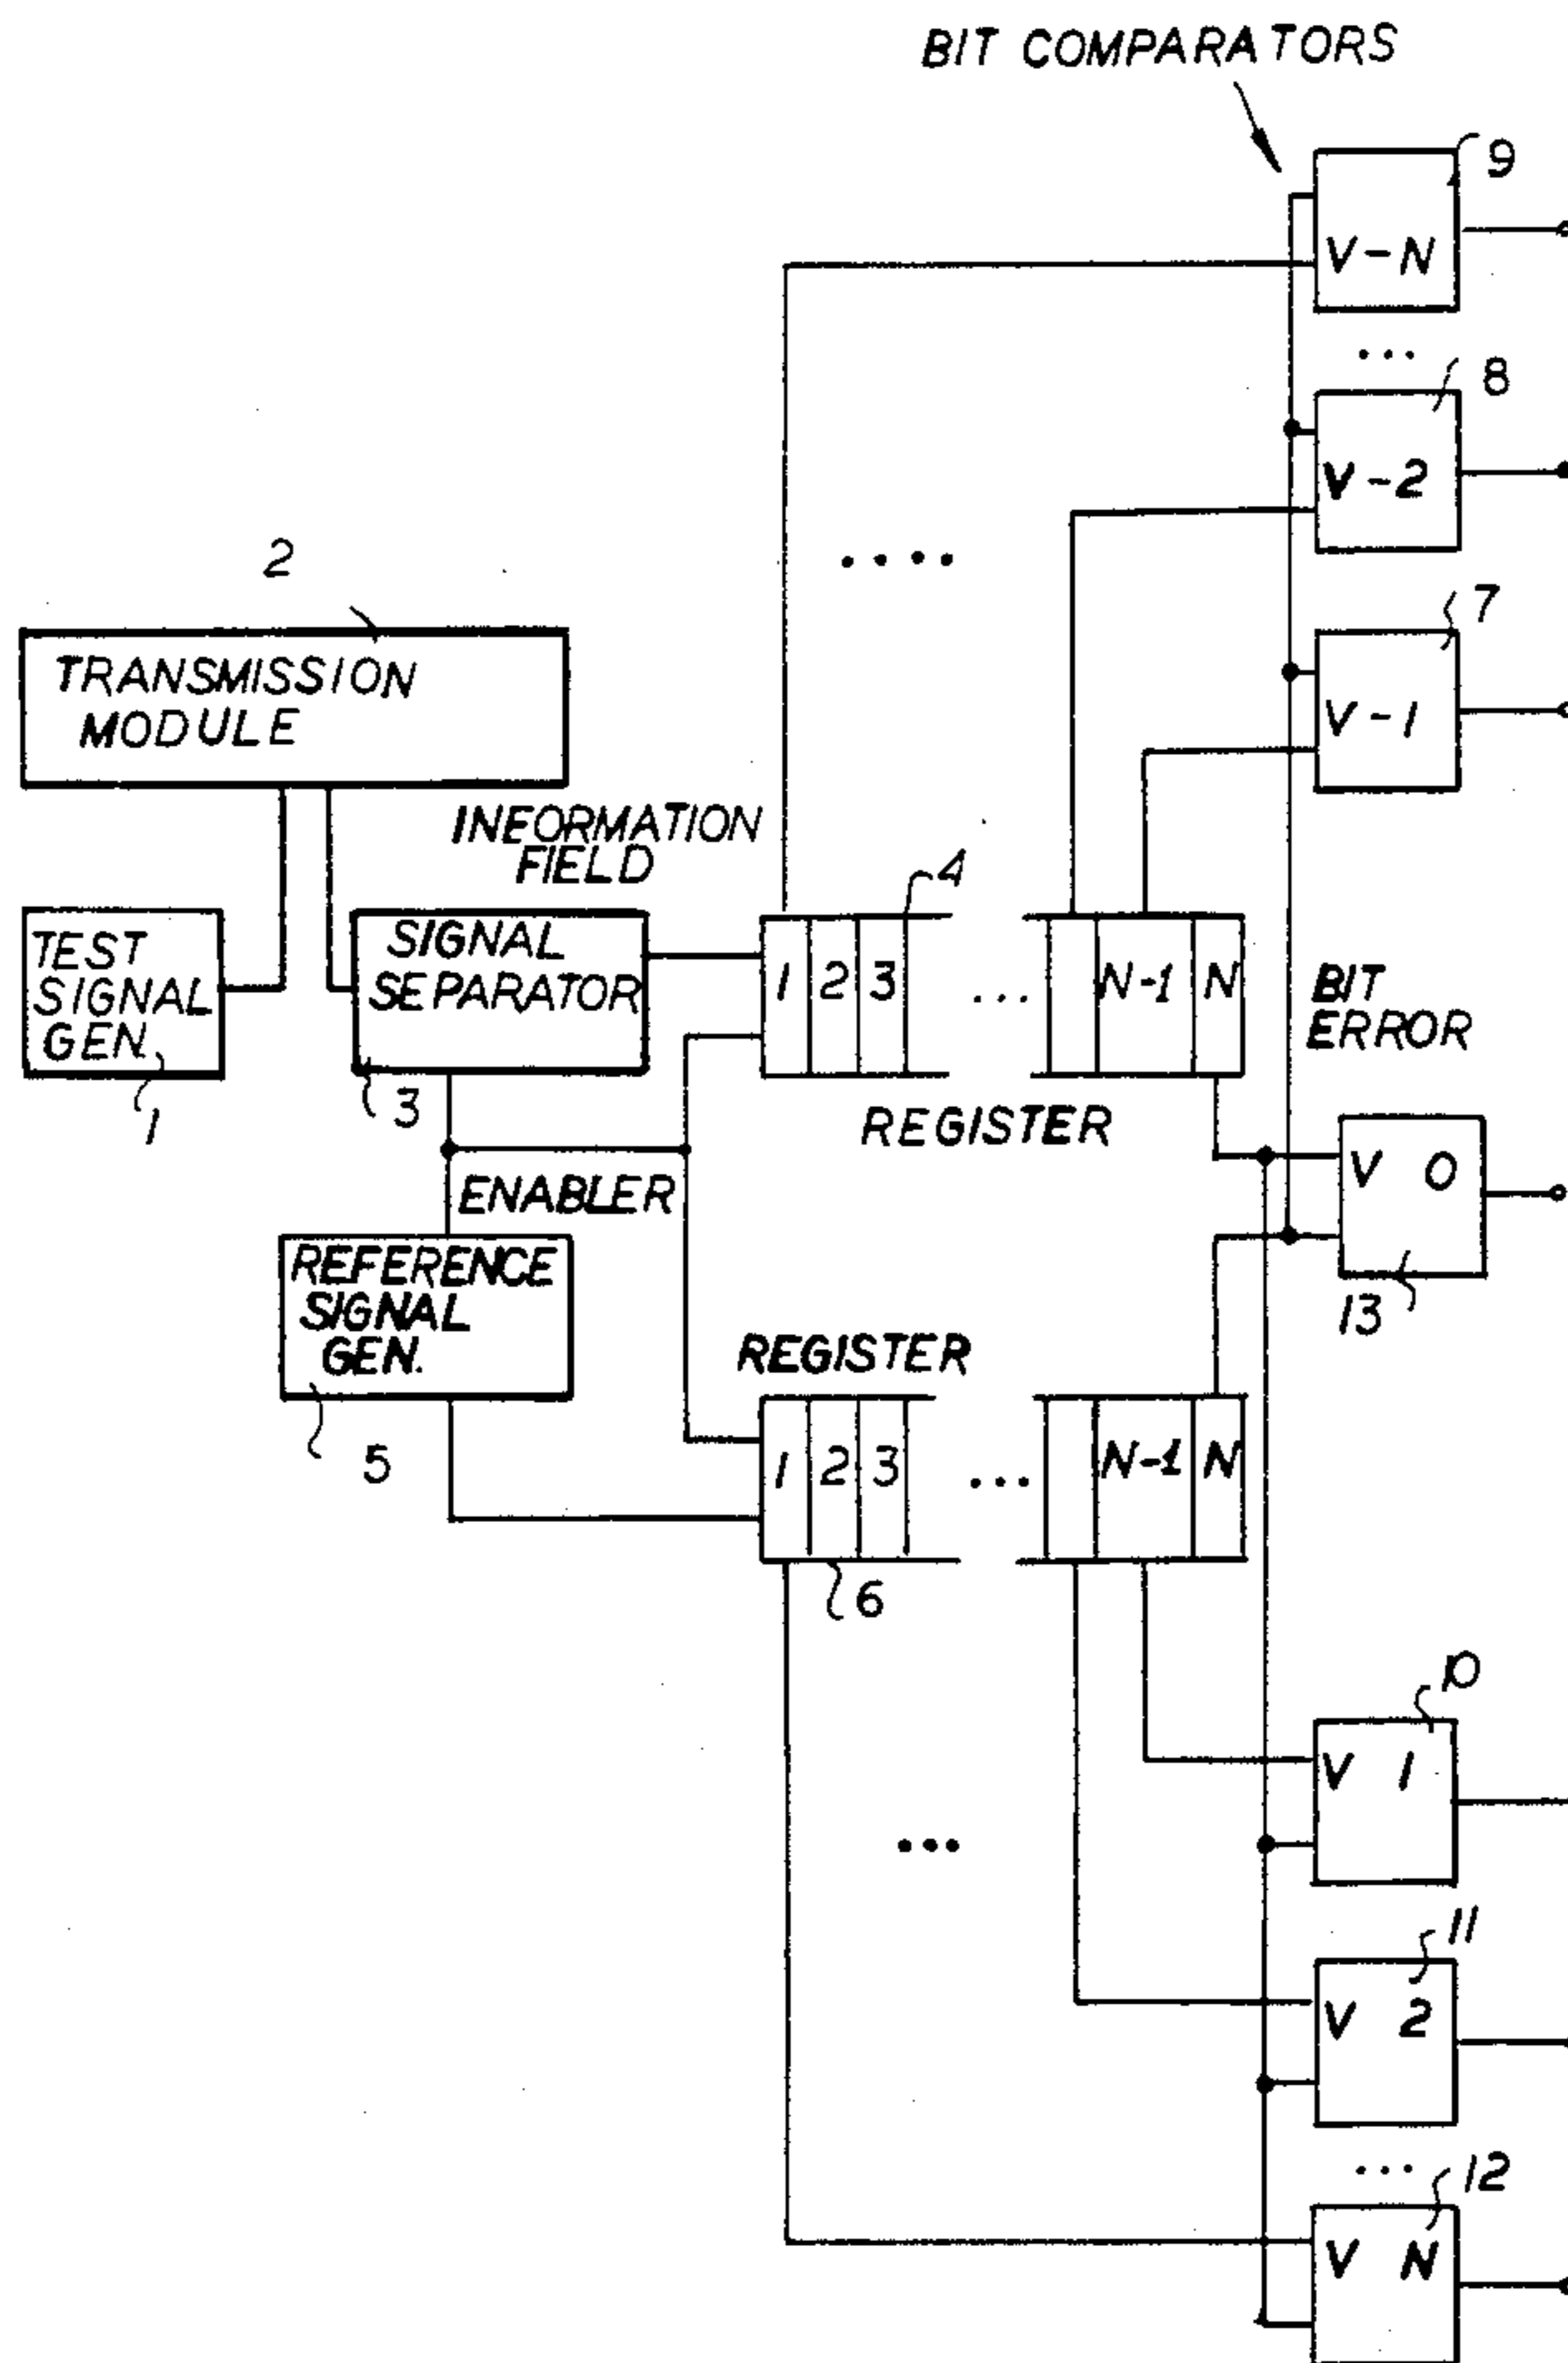 BIT COMPARATORS
9
V-N
...
8
V-2
....
2
7
TRANSMISSION
MODULE
V-1
INFORMATION
FIELD
4
TEST
SIGNAL
GEN.
1
SIGNAL
SEPARATOR
3
1 2 3 ... N-1 N
BIT
ERROR
REGISTER
V 0
13
ENABLER
REFERENCE
SIGNAL
GEN.
5
REGISTER
1 2 3 ... N-1 N
6
10
V 1
...
11
V 2
...
12
V N